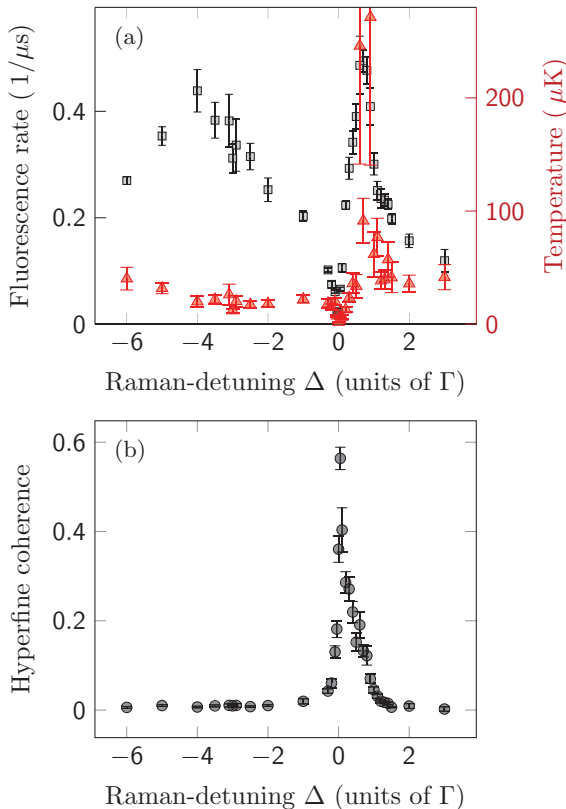 (a)
Fluorescence rate ( 1/μs)
0.4
0.2
0
Temperature ( μK)
200
100
0
−6 −4 −2 0 2
Raman-detuning Δ (units of Γ)
(b)
Hyperfine coherence
0.6
0.4
0.2
0
−6 −4 −2 0 2
Raman-detuning Δ (units of Γ)